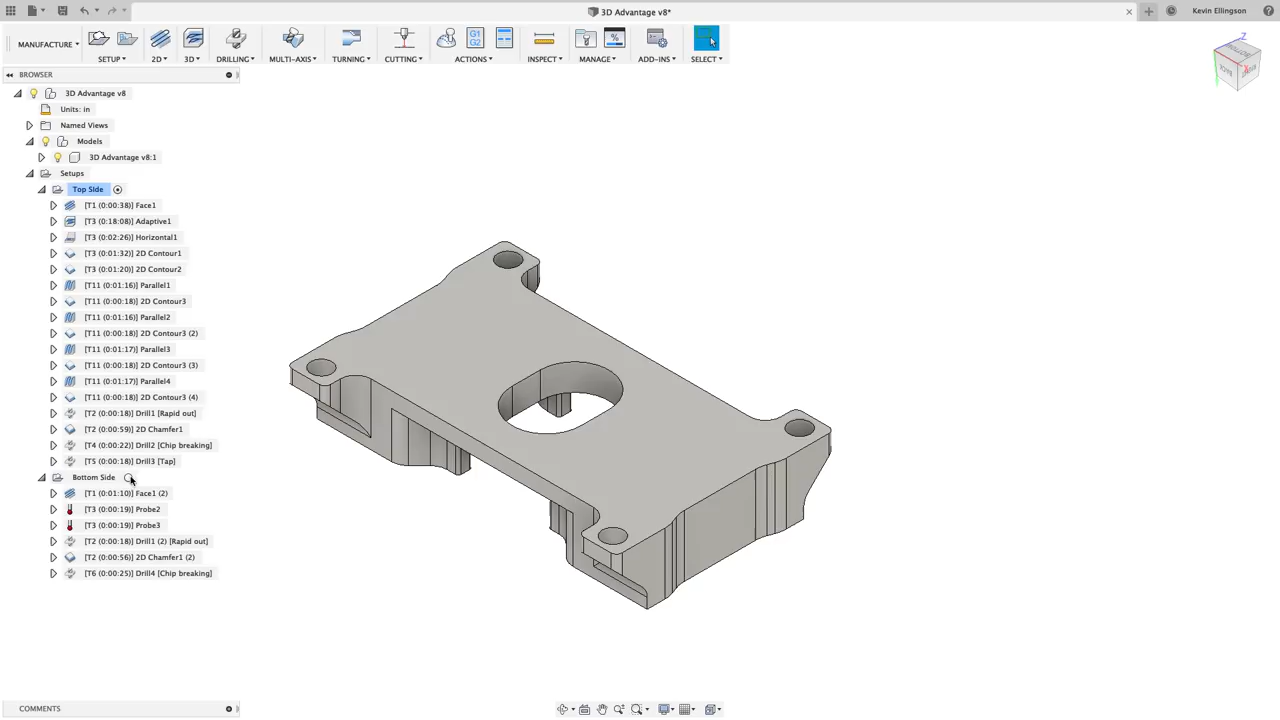 3D Advantage v8*
Kevin Ellingson
MANUFACTURE
G1
G2
%
SETUP
2D
3D
DRILLING
MULTI-AXIS
TURNING
CUTTING
ACTIONS
INSPECT
MANAGE
ADD-INS
SELECT
Z
BROWSER
3D Advantage v8
Units: in
Named Views
Models
3D Advantage v8:1
Setups
Top Side
[T1 (0:00:38)] Face1
[T3 (0:18:08)] Adaptive1
[T3 (0:02:26)] Horizontal1
[T3 (0:01:32)] 2D Contour1
[T3 (0:01:20)] 2D Contour2
[T11 (0:01:16)] Parallel1
[T11 (0:00:18)] 2D Contour3
[T11 (0:01:16)] Parallel2
[T11 (0:00:18)] 2D Contour3 (2)
[T11 (0:01:17)] Parallel3
[T11 (0:00:18)] 2D Contour3 (3)
[T11 (0:01:17)] Parallel4
[T11 (0:00:18)] 2D Contour3 (4)
[T2 (0:00:18)] Drill1 [Rapid out]
[T2 (0:00:59)] 2D Chamfer1
[T4 (0:00:22)] Drill2 [Chip breaking]
[T5 (0:00:18)] Drill3 [Tap]
Bottom Side
[T1 (0:01:10)] Face1 (2)
[T3 (0:00:19)] Probe2
[T3 (0:00:19)] Probe3
[T2 (0:00:18)] Drill1 (2) [Rapid out]
[T2 (0:00:56)] 2D Chamfer1 (2)
[T6 (0:00:25)] Drill4 [Chip breaking]
COMMENTS